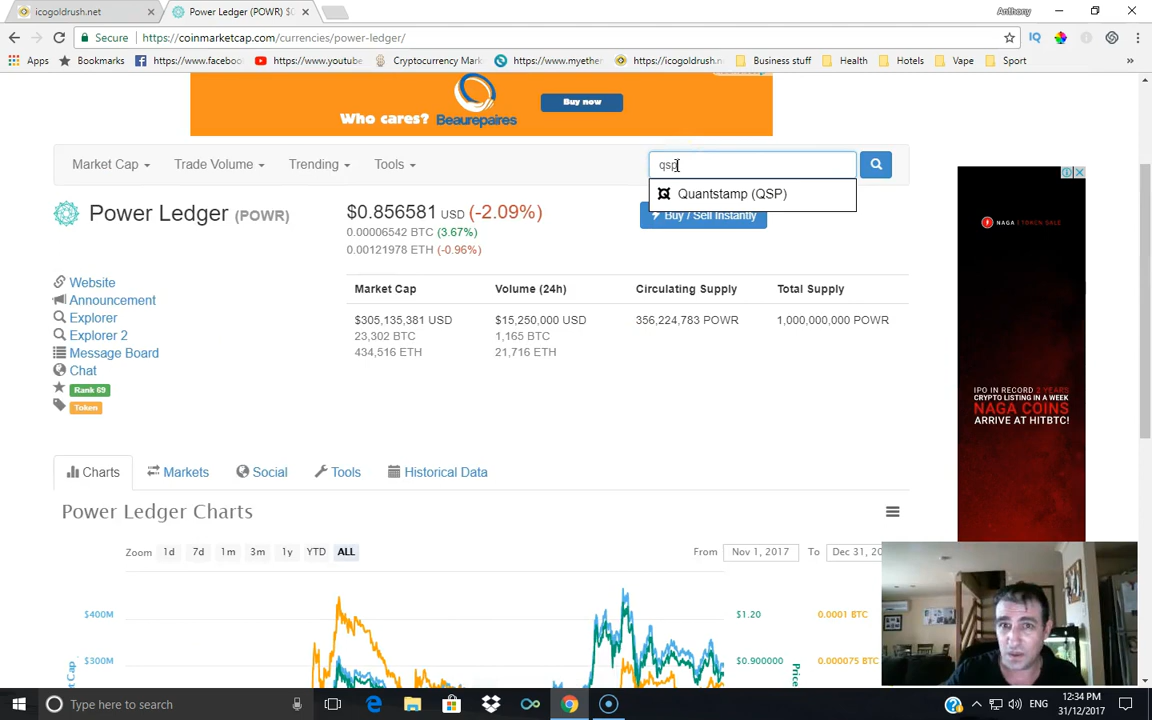 icogoldrush.net
Power Ledger (POWR) $0
Anthony
Secure
https://coinmarketcap.com/currencies/power-ledger/
Apps
Bookmarks
https://www.faceboo
https://www.youtube
Cryptocurrency Mark
https://www.myether
https://icogoldrush.n
Business stuff
Health
Hotels
Vape
Sport
Who cares?
Beaurepaires
Buy now
Market Cap
Trade Volume
Trending
Tools
qsp
Quantstamp (QSP)
Power Ledger (POWR)
$0.856581 USD (-2.09%)
0.00006542 BTC (3.67%)
0.00121978 ETH (-0.96%)
Buy / Sell Instantly
NAGA | TOKEN SALE
Website
Announcement
Explorer
Explorer 2
Message Board
Chat
Rank 69
Token
Market Cap
Volume (24h)
Circulating Supply
Total Supply
$305,135,381 USD
$15,250,000 USD
356,224,783 POWR
1,000,000,000 POWR
23,302 BTC
1,165 BTC
434,516 ETH
21,716 ETH
IPO IN RECORD 2 YEARS
CRYPTO LISTING IN A WEEK
NAGA COINS
ARRIVE AT HITBTC!
Charts
Markets
Social
Tools
Historical Data
Power Ledger Charts
Zoom
1d
7d
1m
3m
1y
YTD
ALL
From
Nov 1, 2017
To
Dec 31, 20
$400M
$1.20
0.0001 BTC
$300M
$0.900000
0.000075 BTC
Cap
Price
Type here to search
ENG
12:34 PM
31/12/2017